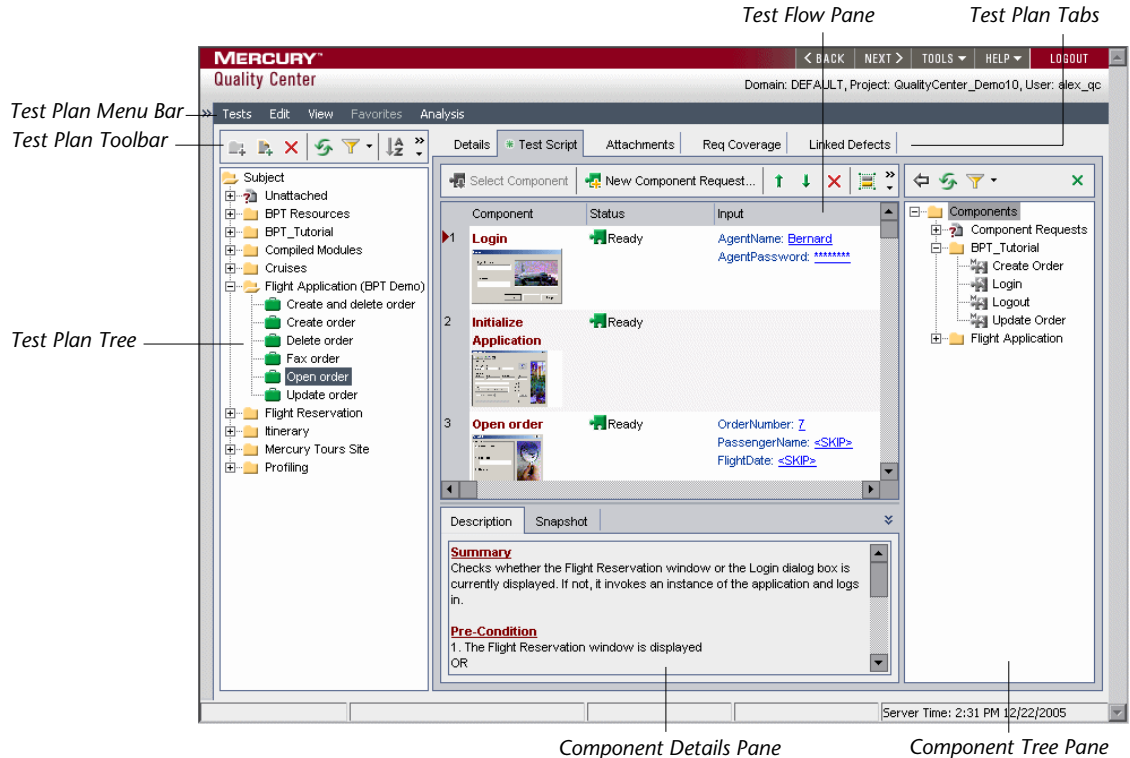 Test Flow Pane
Test Plan Tabs
MERCURY™
< BACK NEXT > TOOLS HELP LOGOUT
Quality Center
Domain: DEFAULT, Project: QualityCenter_Demo10, User: alex_qc
Test Plan Menu Bar
» Tests Edit View Favorites Analysis
Test Plan Toolbar
Details Test Script Attachments Req Coverage Linked Defects
Select Component New Component Request...
Subject
Unattached
BPT Resources
BPT_Tutorial
Compiled Modules
Cruises
Flight Application (BPT Demo)
Create and delete order
Create order
Delete order
Fax order
Open order
Update order
Flight Reservation
Itinerary
Mercury Tours Site
Profiling
Test Plan Tree
Component Status Input
1 Login Ready AgentName: Bernard
AgentPassword: ********
2 Initialize Application Ready
3 Open order Ready OrderNumber: 7
PassengerName: <SKIP>
FlightDate: <SKIP>
Components
Component Requests
BPT_Tutorial
Create Order
Login
Logout
Update Order
Flight Application
Description Snapshot
Summary
Checks whether the Flight Reservation window or the Login dialog box is
currently displayed. If not, it invokes an instance of the application and logs
in.
Pre-Condition
1. The Flight Reservation window is displayed
OR
Server Time: 2:31 PM 12/22/2005
Component Details Pane
Component Tree Pane